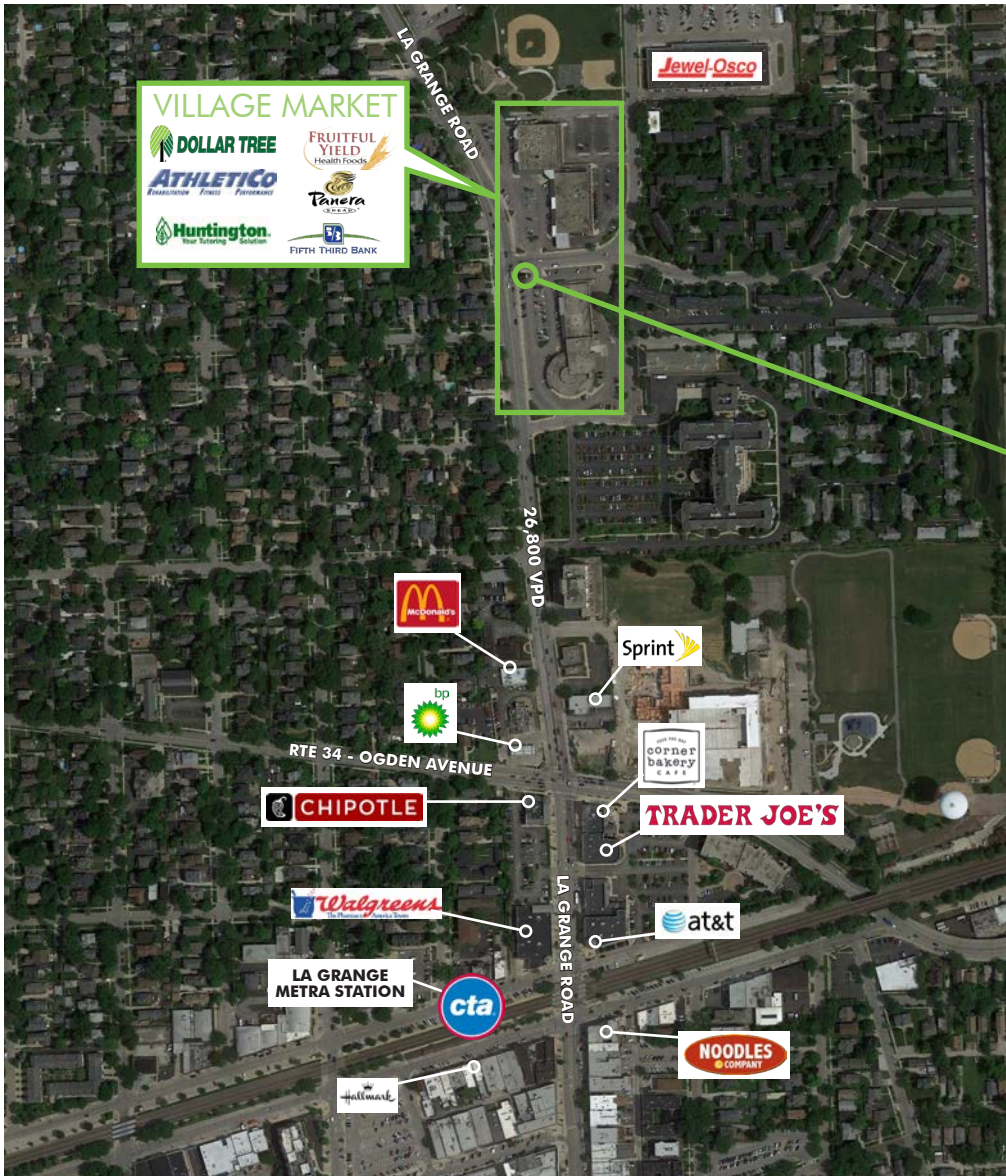 LA GRANGE ROAD
Jewel-Osco
VILLAGE MARKET
DOLLAR TREE
FRUITFUL
YIELD
Health Foods
ATHLETICO
REHABILITATION FITNESS PERFORMANCE
Panera
BREAD
Huntington
Your Tutoring Solution
5/3
FIFTH THIRD BANK
26,800 VPD
McDonald's
Sprint
bp
RTE 34 - OGDEN AVENUE
corner
bakery
CAFE
CHIPOTLE
TRADER JOE'S
Walgreens
The Pharmacy America Trusts
LA GRANGE ROAD
at&t
LA GRANGE
METRA STATION
cta
NOODLES
& COMPANY
Hallmark